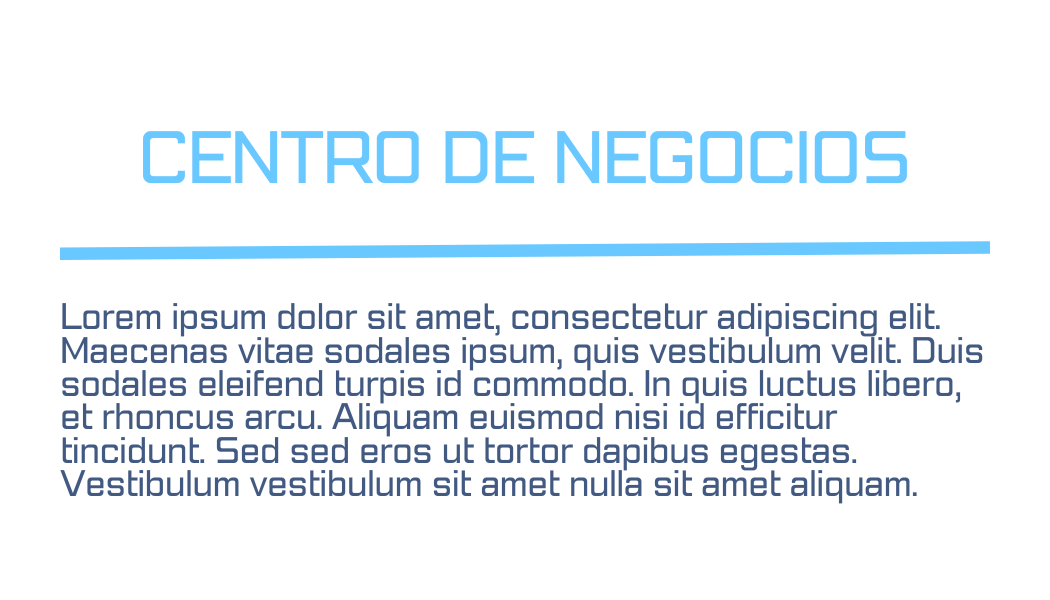 CENTRO DE NEGOCIOS
Lorem ipsum dolor sit amet, consectetur adipiscing elit.
Maecenas vitae sodales ipsum, quis vestibulum velit. Duis
sodales eleifend turpis id commodo. In quis luctus libero,
et rhoncus arcu. Aliquam euismod nisi id efficitur
tincidunt. Sed sed eros ut tortor dapibus egestas.
Vestibulum vestibulum sit amet nulla sit amet aliquam.